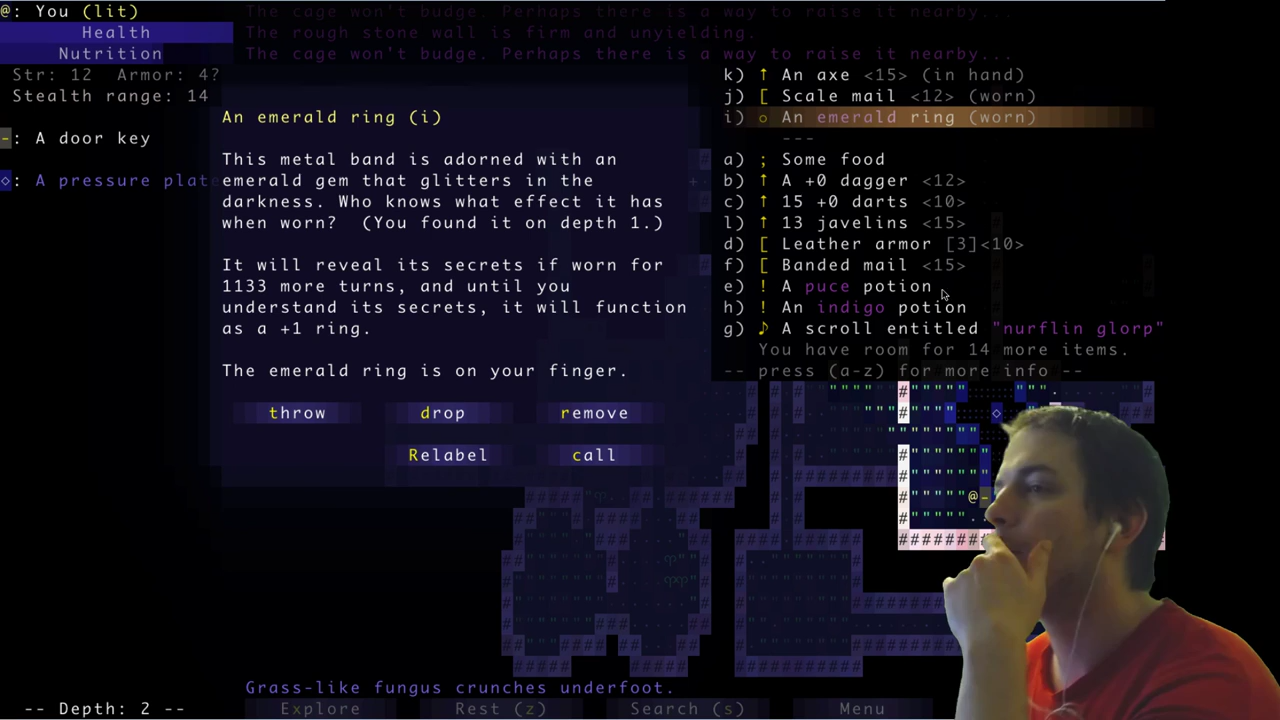 @: You (lit)
Health
Nutrition
Str: 12 Armor: 4?
Stealth range: 14
-: A door key
◇: A pressure plate
The cage won't budge. Perhaps there is a way to raise it nearby...
The rough stone wall is firm and unyielding.
The cage won't budge. Perhaps there is a way to raise it nearby...
An emerald ring (i)
This metal band is adorned with an
emerald gem that glitters in the
darkness. Who knows what effect it has
when worn? (You found it on depth 1.)
It will reveal its secrets if worn for
1133 more turns, and until you
understand its secrets, it will function
as a +1 ring.
The emerald ring is on your finger.
throw drop remove
Relabel call
k) ↑ An axe <15> (in hand)
j) [ Scale mail <12> (worn)
i) o An emerald ring (worn)
---
a) ; Some food
b) ↑ A +0 dagger <12>
c) ↑ 15 +0 darts <10>
l) ↑ 13 javelins <15>
d) [ Leather armor [3]<10>
f) [ Banded mail <15>
e) ! A puce potion
h) ! An indigo potion
g) ♪ A scroll entitled "nurflin glorp"
You have room for 14 more items.
-- press (a-z) for more info --
Grass-like fungus crunches underfoot.
-- Depth: 2 --
Explore Rest (z) Search (s) Menu